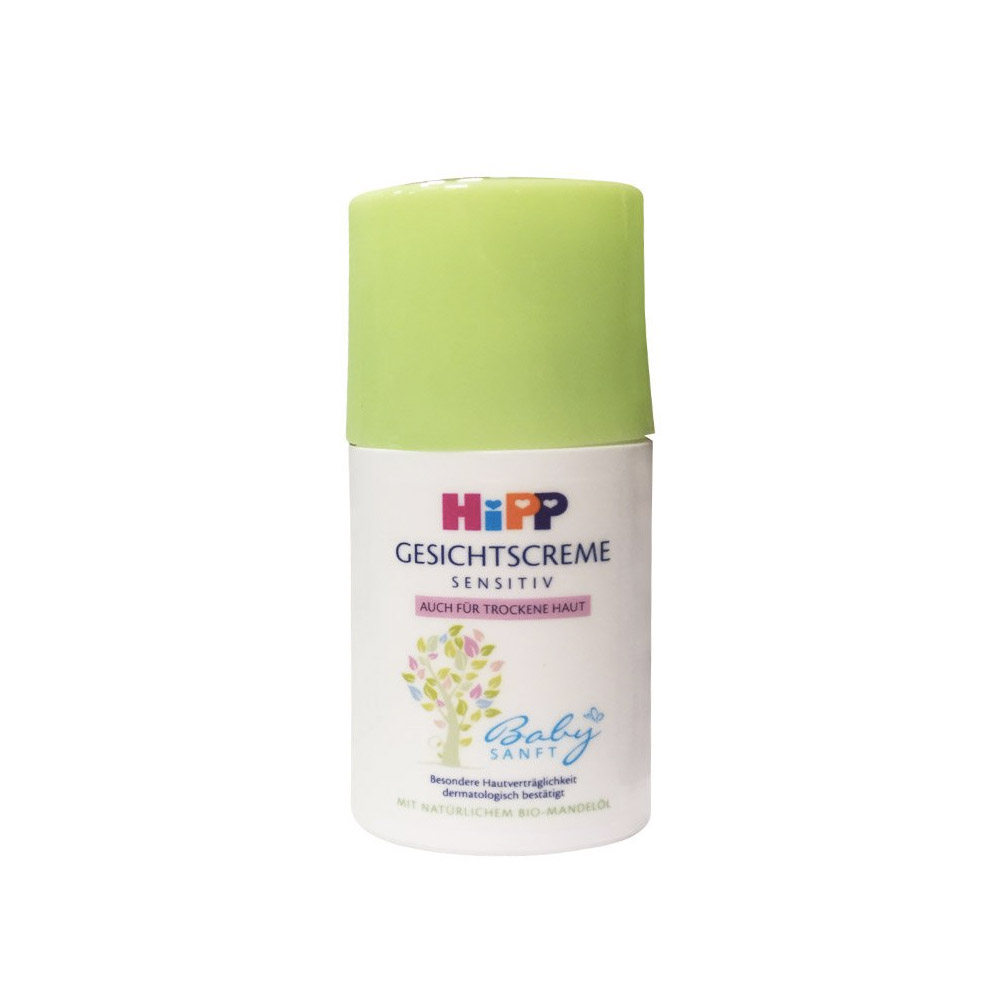 HiPP
GESICHTSCREME
SENSITIV
AUCH FÜR TROCKENE HAUT
Baby
SANFT
Besondere Hautverträglichkeit
dermatologisch bestätigt
MIT NATÜRLICHEM BIO-MANDELÖL